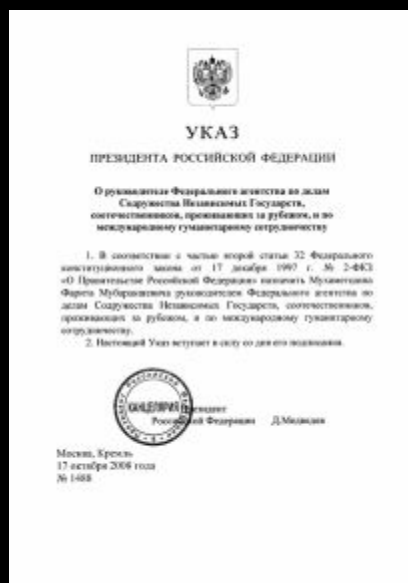 УКАЗ
ПРЕЗИДЕНТА РОССИЙСКОЙ ФЕДЕРАЦИИ
О руководителе Федерального агентства по делам
Содружества Независимых Государств,
соотечественников, проживающих за рубежом, и по
международному гуманитарному сотрудничеству
1. В соответствии с частью второй статьи 32 Федерального
конституционного закона от 17 декабря 1997 г. № 2-ФКЗ
«О Правительстве Российской Федерации» назначить Мухаметшина
Фарита Мубаракшевича руководителем Федерального агентства по
делам Содружества Независимых Государств, соотечественников,
проживающих за рубежом, и по международному гуманитарному
сотрудничеству.
2. Настоящий Указ вступает в силу со дня его подписания.
КАНЦЕЛЯРИЯ
Президент
Российской Федерации Д.Медведев
Москва, Кремль
17 октября 2008 года
№ 1488